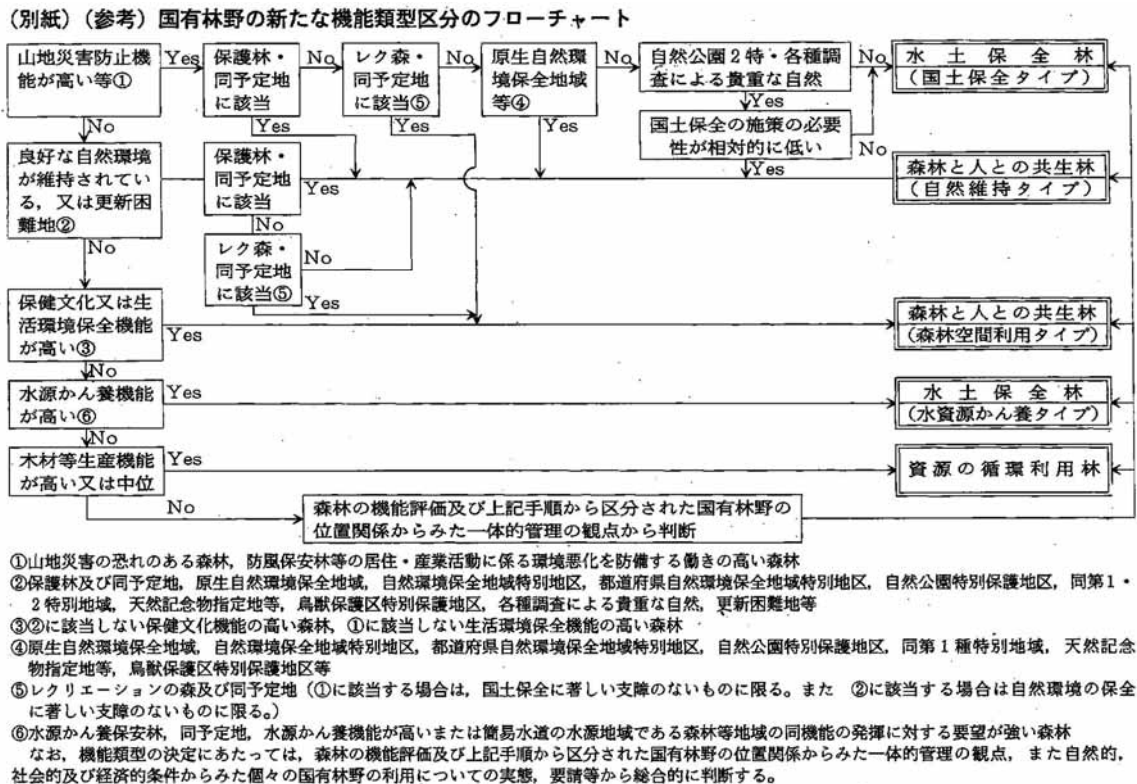 (別紙) (参考) 国有林野の新たな機能類型区分のフローチャート
山地災害防止機
能が高い等①
Yes
保護林・
同予定地
に該当
No
レク森・
同予定地
に該当⑤
No
原生自然環
境保全地域
等④
No
自然公園2特・各種調
査による貴重な自然
No
水土保全林
(国土保全タイプ)
No
Yes
Yes
Yes
Yes
国土保全の施策の必要
性が相対的に低い
No
No
Yes
良好な自然環境
が維持されてい
る,又は更新困
難地②
保護林・
同予定地
に該当
Yes
森林と人との共生林
(自然維持タイプ)
No
No
レク森・
同予定地
に該当⑤
No
Yes
保健文化又は生
活環境保全機能
が高い③
Yes
森林と人との共生林
(森林空間利用タイプ)
No
水源かん養機能
が高い⑥
Yes
水土保全林
(水資源かん養タイプ)
No
木材等生産機能
が高い又は中位
Yes
資源の循環利用林
No
森林の機能評価及び上記手順から区分された国有林野の
位置関係からみた一体的管理の観点から判断
①山地災害の恐れのある森林,防風保安林等の居住・産業活動に係る環境悪化を防備する働きの高い森林
②保護林及び同予定地,原生自然環境保全地域,自然環境保全地域特別地区,都道府県自然環境保全地域特別地区,自然公園特別保護地区,同第1・
2特別地域,天然記念物指定地等,鳥獣保護区特別保護地区,各種調査による貴重な自然,更新困難地等
③②に該当しない保健文化機能の高い森林,①に該当しない生活環境保全機能の高い森林
④原生自然環境保全地域,自然環境保全地域特別地区,都道府県自然環境保全地域特別地区,自然公園特別保護地区,同第1種特別地域,天然記念
物指定地等,鳥獣保護区特別保護地区等
⑤レクリエーションの森及び同予定地(①に該当する場合は,国土保全に著しい支障のないものに限る。また ②に該当する場合は自然環境の保全
に著しい支障のないものに限る。)
⑥水源かん養保安林,同予定地,水源かん養機能が高いまたは簡易水道の水源地域である森林等地域の同機能の発揮に対する要望が強い森林
なお,機能類型の決定にあたっては,森林の機能評価及び上記手順から区分された国有林野の位置関係からみた一体的管理の観点,また自然的,
社会的及び経済的条件からみた個々の国有林野の利用についての実態,要請等から総合的に判断する。